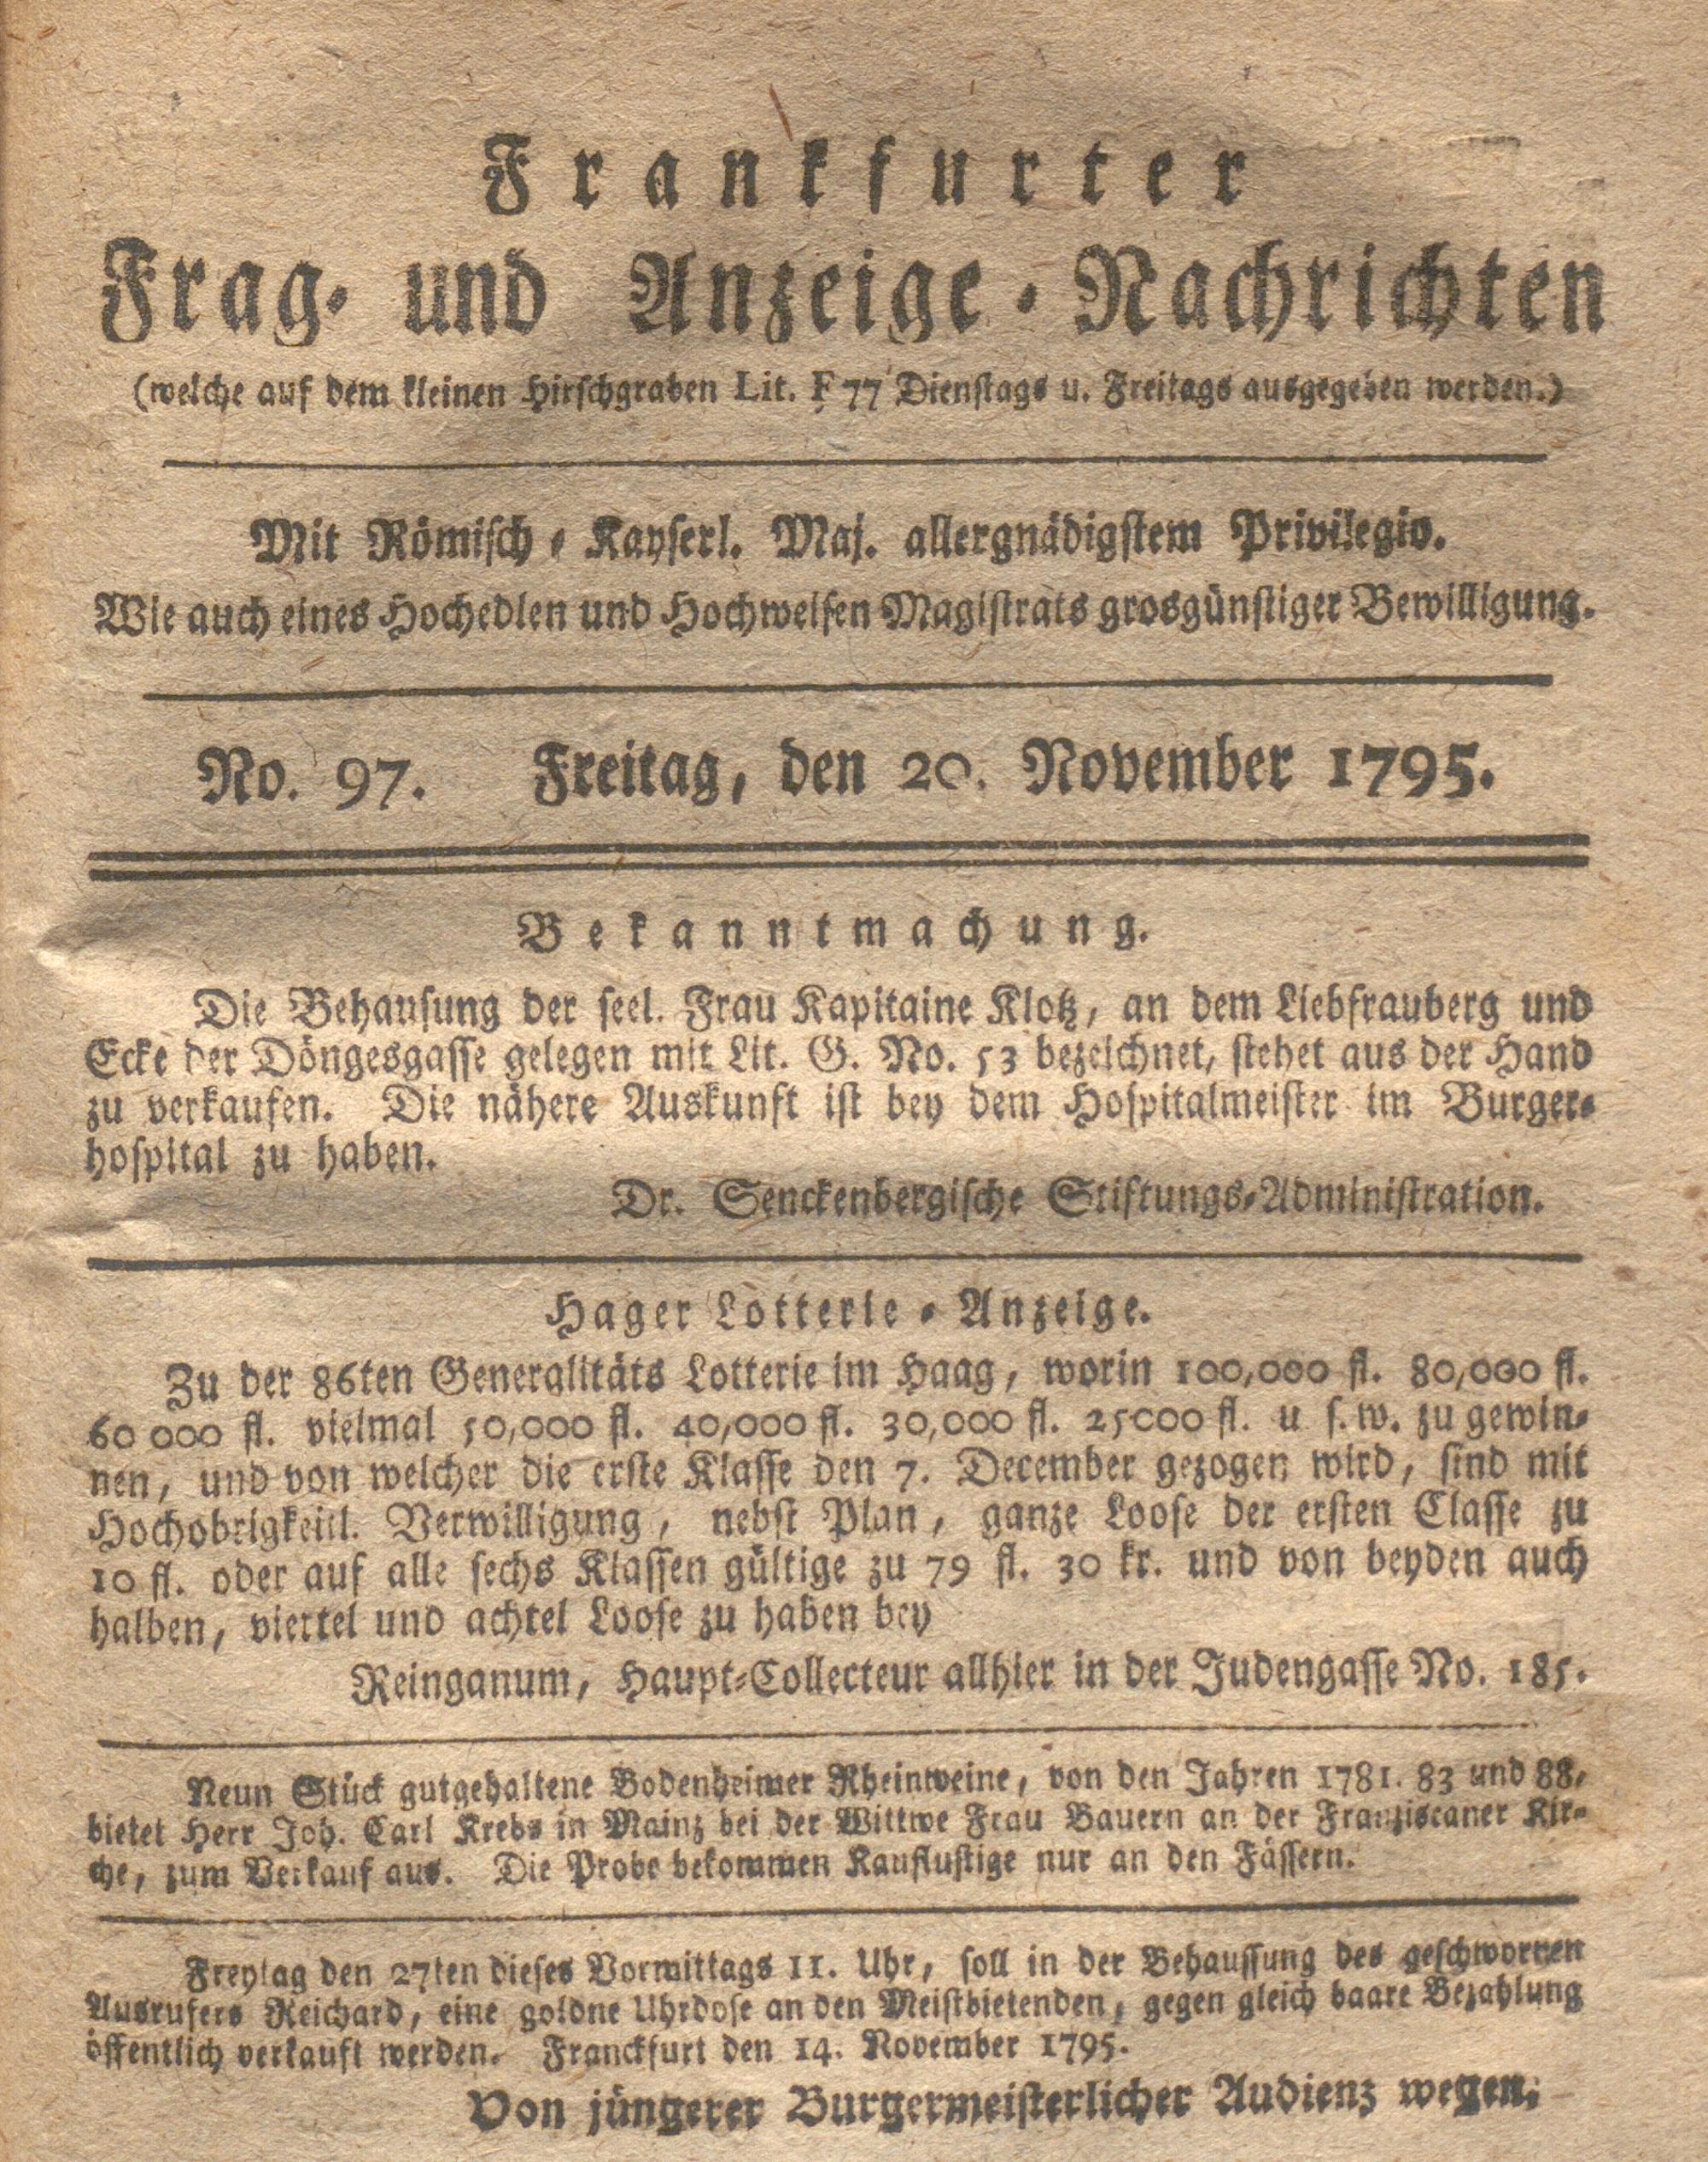 Frankfurter
Frag- und Anzeige-Nachrichten
(welche auf dem kleinen Hirschgraben Lit. F 77 Dienstags u. Freitags ausgegeben werden.)
Mit Römisch-Kayserl. Maj. allergnädigstem Privilegio.
Wie auch eines Hochedlen und Hochweisen Magistrats grosgünstiger Bewilligung.
No. 97. Freitag, den 20. November 1795.
Bekanntmachung.
Die Behausung der seel. Frau Kapitaine Klotz, an dem Liebfrauberg und
Ecke der Döngesgasse gelegen mit Lit. G. No. 53 bezeichnet, stehet aus der Hand
zu verkaufen. Die nähere Auskunft ist bey dem Hospitalmeister im Burger-
hospital zu haben.
Dr. Senckenbergische Stiftungs-Administration.
Hager Lotterie-Anzeige.
Zu der 86ten Generalitäts Lotterie im Haag, worin 100,000 fl. 80,000 fl.
60 000 fl. vielmal 50,000 fl. 40,000 fl. 30,000 fl. 25000 fl. u s. w. zu gewin-
nen, und von welcher die erste Klasse den 7. December gezogen wird, sind mit
Hochobrigkeitl. Verwilligung, nebst Plan, ganze Loose der ersten Classe zu
10 fl. oder auf alle sechs Klassen gültige zu 79 fl. 30 kr. und von beyden auch
halben, viertel und achtel Loose zu haben bey
Reinganum, Haupt-Collecteur allhier in der Judengasse No. 185.
Neun Stück gutgehaltene Bodenheimer Rheinweine, von den Jahren 1781. 83 und 88,
bietet Herr Joh. Carl Krebs in Mainz bei der Wittwe Frau Bauern an der Franziscaner Kir-
che, zum Verkauf aus. Die Probe bekommen Kauflustige nur an den Fässern.
Freytag den 27ten dieses Vormittags 11. Uhr, soll in der Behaussung des geschwornen
Ausrufers Reichard, eine goldne Uhrdose an den Meistbietenden, gegen gleich baare Bezahlung
öffentlich verkauft werden. Franckfurt den 14. November 1795.
Von jüngerer Burgermeisterlicher Audienz wegen.